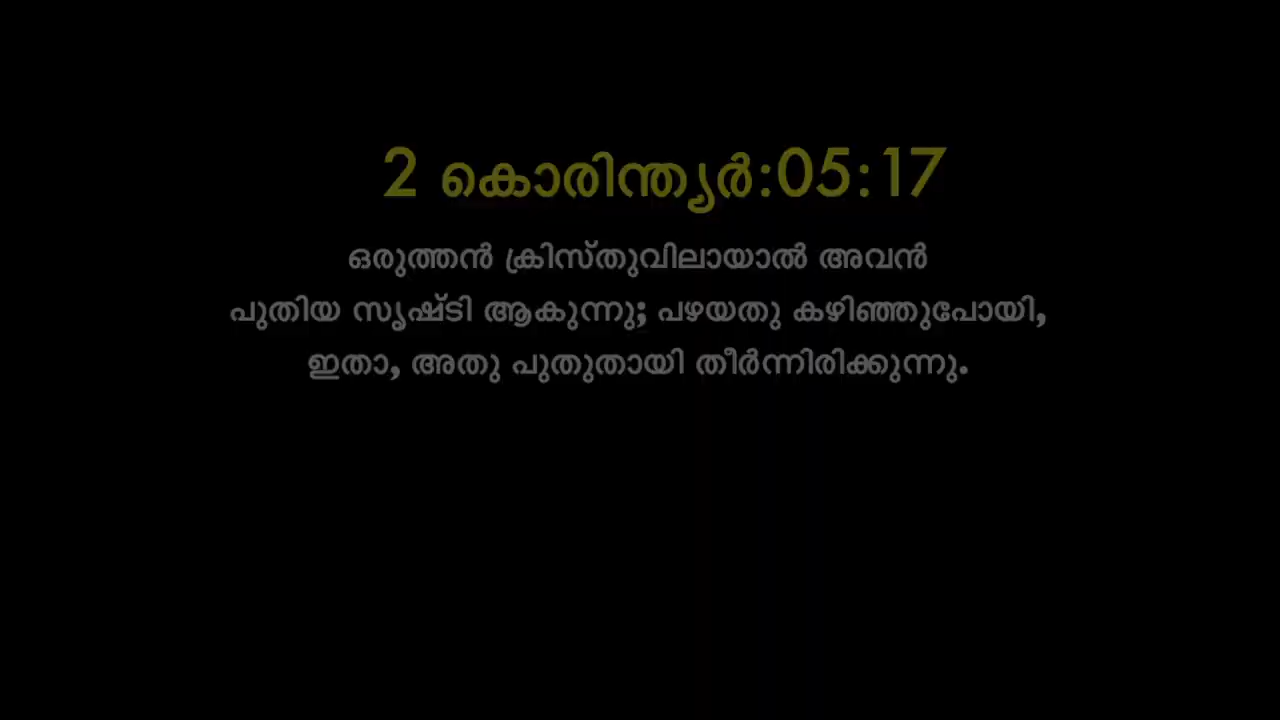 2 കൊരിന്ത്യർ:05:17
ഒരുത്തൻ ക്രിസ്തുവിലായാൽ അവൻ
പുതിയ സൃഷ്ടി ആകുന്നു; പഴയതു കഴിഞ്ഞുപോയി,
ഇതാ, അതു പുതുതായി തീർന്നിരിക്കുന്നു.